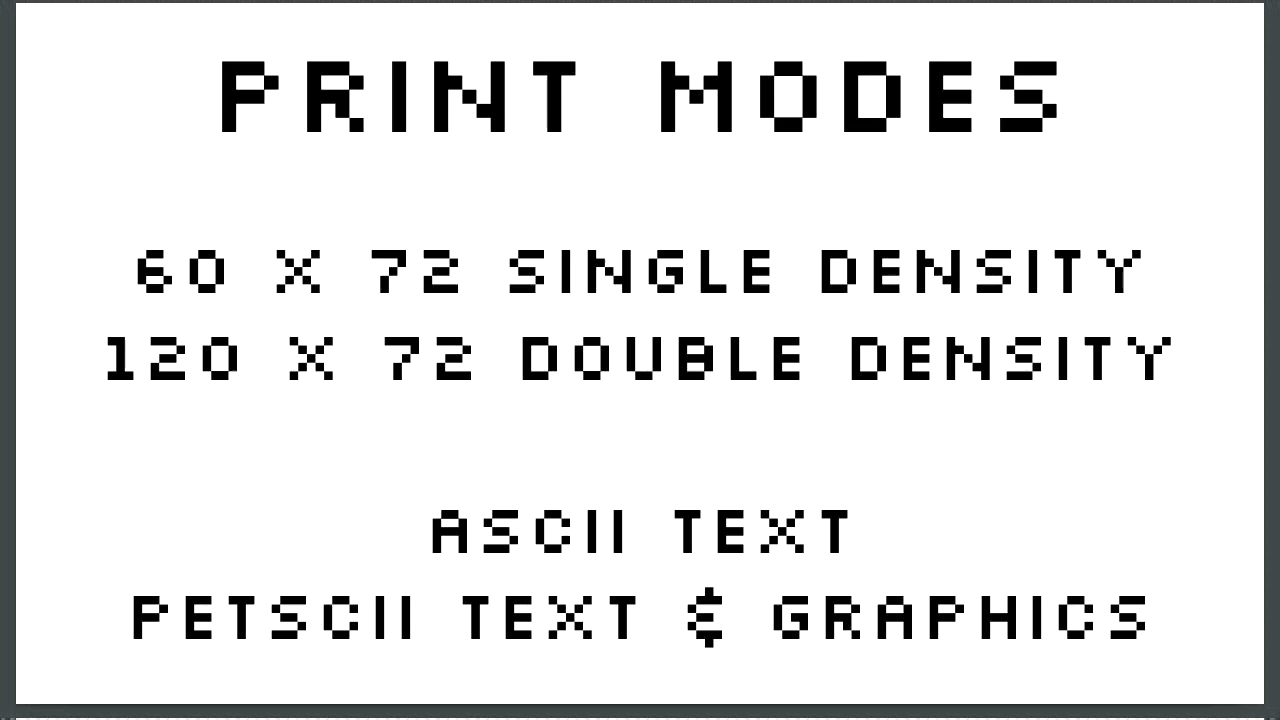 PRINT MODES
60 X 72 SINGLE DENSITY
120 X 72 DOUBLE DENSITY
ASCII TEXT
PETSCII TEXT & GRAPHICS